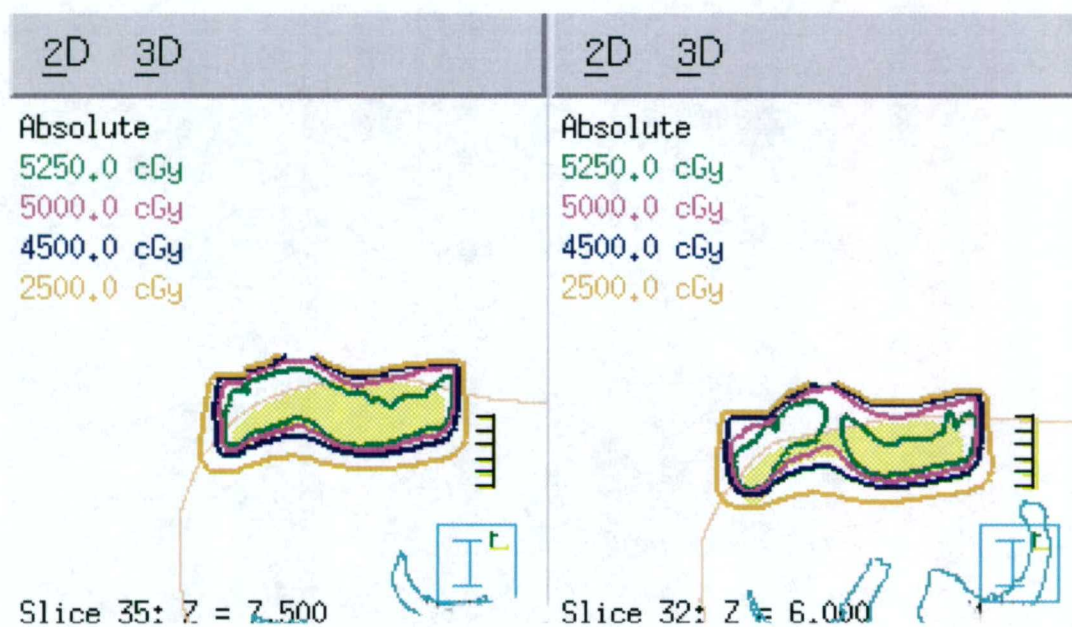 2D 3D
Absolute
5250.0 cGy
5000.0 cGy
4500.0 cGy
2500.0 cGy
Slice 35: Z = 7.500
2D 3D
Absolute
5250.0 cGy
5000.0 cGy
4500.0 cGy
2500.0 cGy
Slice 32: Z = 6.000